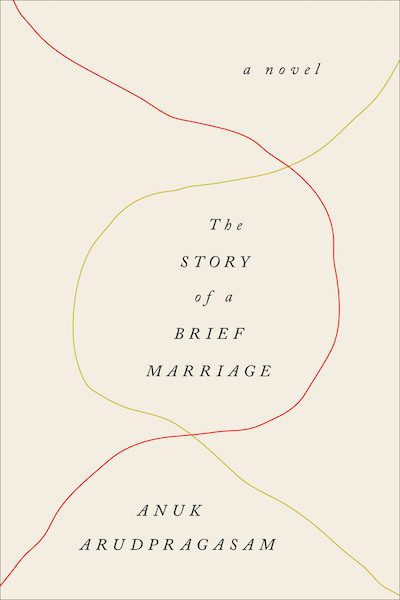 a novel
The
STORY
of a
BRIEF
MARRIAGE
ANUK
ARUDPRAGASAM